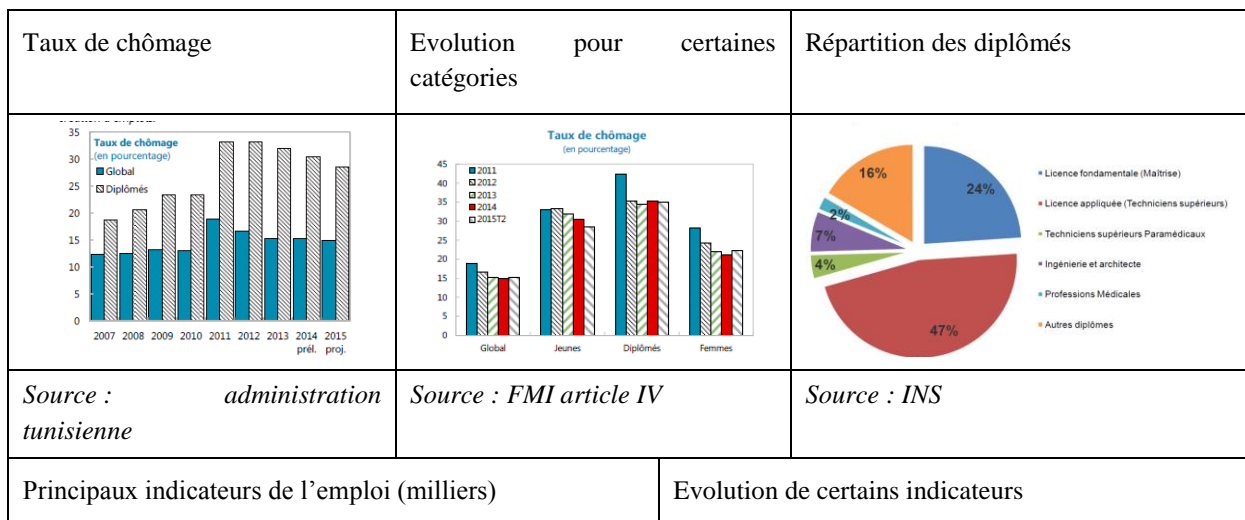 Taux de chômage
Evolution pour certaines
catégories
Répartition des diplômés
création d'emplois.
35
30
25
20
15
10
5
0
Taux de chômage
(en pourcentage)
Global
Diplômés
2007 2008 2009 2010 2011 2012 2013 2014 2015
prél. proj.
Taux de chômage
(en pourcentage)
45
40
35
30
25
20
15
10
5
0
2011
2012
2013
2014
2015T2
Global Jeunes Diplômés Femmes
16%
24%
2%
7%
4%
47%
Licence fondamentale (Maîtrise)
Licence appliquée (Techniciens supérieurs)
Techniciens supérieurs Paramédicaux
Ingénierie et architecte
Professions Médicales
Autres diplômes
Source : administration
tunisienne
Source : FMI article IV
Source : INS
Principaux indicateurs de l'emploi (milliers)
Evolution de certains indicateurs